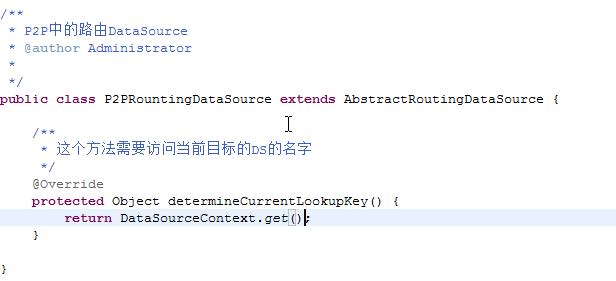 /**
 * P2P中的路由DataSource
 * @author Administrator
 *
 */
public class P2PRountingDataSource extends AbstractRoutingDataSource {
    /**
     * 这个方法需要访问当前目标的DS的名字
     */
    @Override
    protected Object determineCurrentLookupKey() {
        return DataSourceContext.get();
    }
}